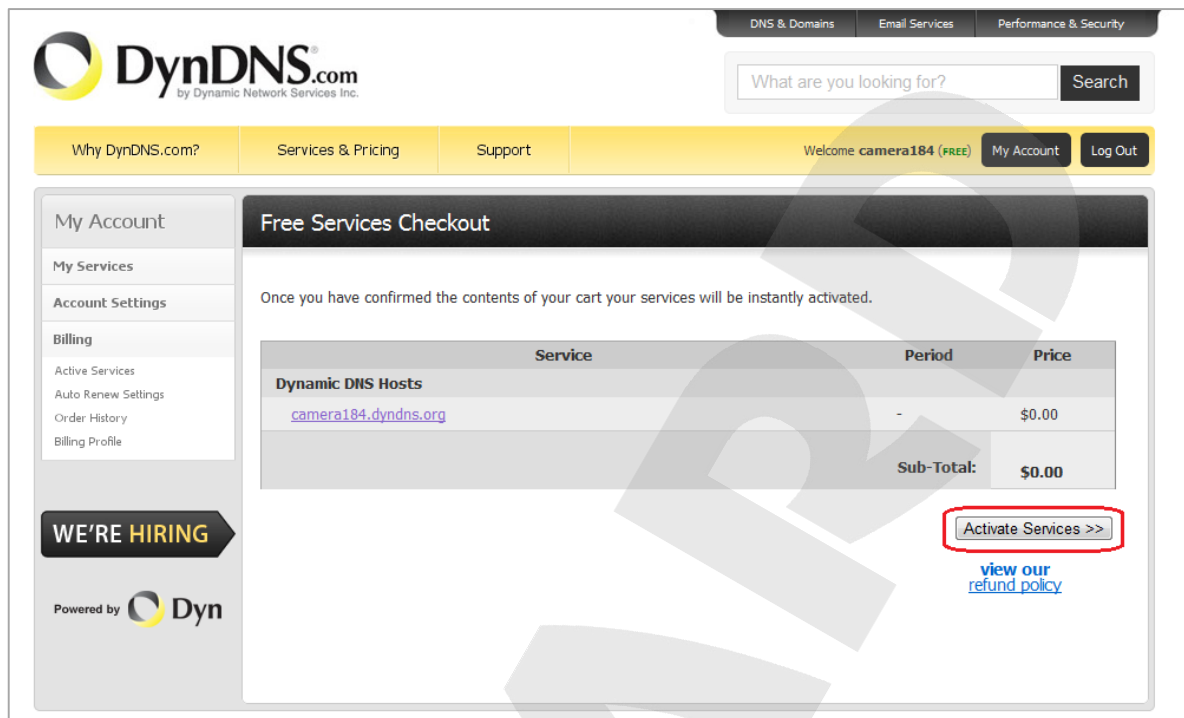 DNS & Domains Email Services Performance & Security
DynDNS.com
by Dynamic Network Services Inc.
What are you looking for? Search
Why DynDNS.com? Services & Pricing Support Welcome camera184 (FREE) My Account Log Out
My Account
My Services
Account Settings
Billing
Active Services
Auto Renew Settings
Order History
Billing Profile
WE'RE HIRING
Powered by Dyn
Free Services Checkout
Once you have confirmed the contents of your cart your services will be instantly activated.
Service Period Price
Dynamic DNS Hosts
camera184.dyndns.org - $0.00
Sub-Total: $0.00
Activate Services >>
view our
refund policy